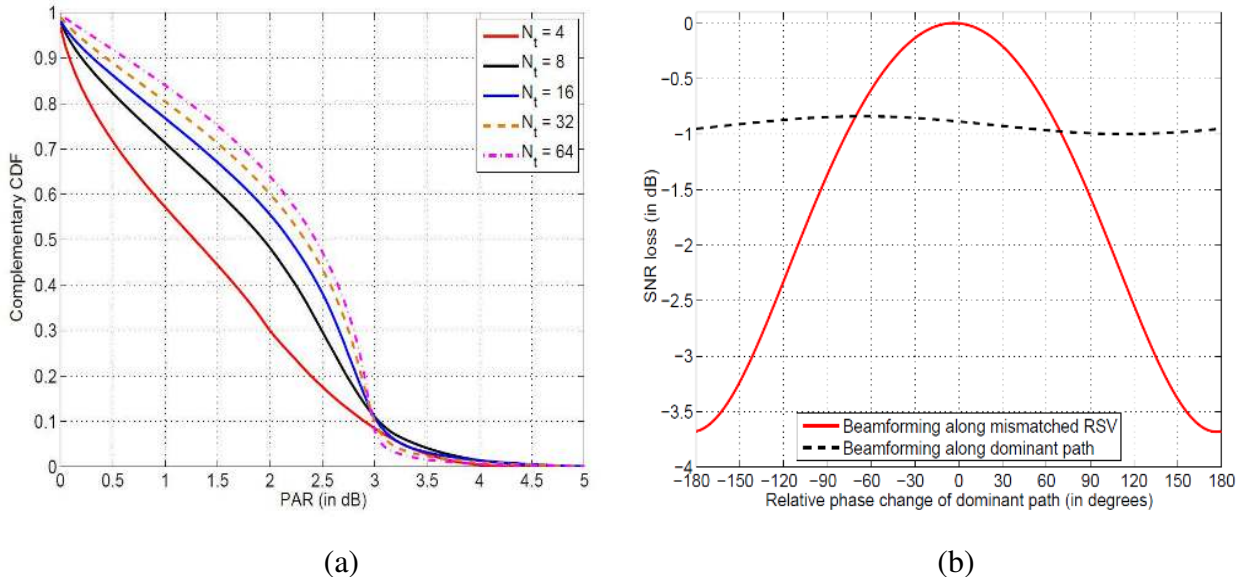 1
0.9
0.8
0.7
0.6
0.5
0.4
0.3
0.2
0.1
0
Complementary CDF
0 0.5 1 1.5 2 2.5 3 3.5 4 4.5 5
PAR (in dB)
N_t = 4
N_t = 8
N_t = 16
N_t = 32
N_t = 64
(a)
0
−0.5
−1
−1.5
−2
−2.5
−3
−3.5
−4
SNR loss (in dB)
Beamforming along mismatched RSV
Beamforming along dominant path
−180 −150 −120 −90 −60 −30 0 30 60 90 120 150 180
Relative phase change of dominant path (in degrees)
(b)